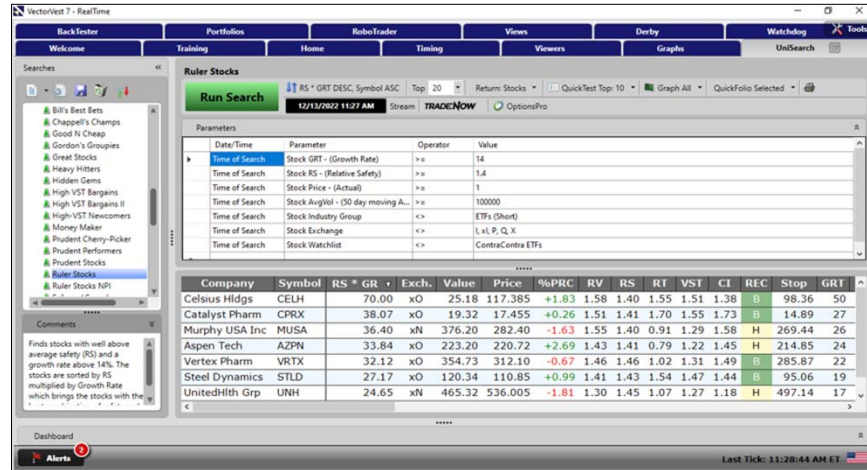 VectorVest 7 - RealTime
BackTester Portfolios RoboTrader Views Derby Watchdog Tools
Welcome Training Home Timing Viewers Graphs UniSearch
Searches
Bill's Best Bets
Chappell's Champs
Good N Cheap
Gordon's Groupies
Great Stocks
Heavy Hitters
Hidden Gems
High VST Bargains
High VST Bargains II
High-VST Newcomers
Money Maker
Prudent Cherry-Picker
Prudent Performers
Prudent Stocks
Ruler Stocks
Ruler Stocks NPI
Comments
Finds stocks with well above
average safety (RS) and a
growth rate above 14%. The
stocks are sorted by RS
multiplied by Growth Rate
which brings the stocks with the
Ruler Stocks
Run Search
RS * GRT DESC, Symbol ASC Top 20 Return: Stocks QuickTest Top: 10 Graph All QuickFolio Selected
12/13/2022 11:27 AM Stream TRADENOW OptionsPro
Parameters
Date/Time Parameter Operator Value
Time of Search Stock GRT - (Growth Rate) >= 14
Time of Search Stock RS - (Relative Safety) >= 1.4
Time of Search Stock Price - (Actual) >= 1
Time of Search Stock AvgVol - (50 day moving A... >= 100000
Time of Search Stock Industry Group <> ETFs (Short)
Time of Search Stock Exchange <> I, xI, P, Q, X
Time of Search Stock Watchlist <> ContraContra ETFs
Company Symbol RS * GR Exch. Value Price %PRC RV RS RT VST CI REC Stop GRT
Celsius Hldgs CELH 70.00 xO 25.18 117.385 +1.83 1.58 1.40 1.55 1.51 1.38 B 98.36 50
Catalyst Pharm CPRX 38.07 xO 19.32 17.455 +0.26 1.51 1.41 1.70 1.55 1.73 B 14.89 27
Murphy USA Inc MUSA 36.40 xN 376.20 282.40 -1.63 1.55 1.40 0.91 1.29 1.58 H 269.44 26
Aspen Tech AZPN 33.84 xO 223.20 220.72 +2.69 1.43 1.41 0.79 1.22 1.45 H 214.85 24
Vertex Pharm VRTX 32.12 xO 354.73 312.10 -0.67 1.46 1.46 1.02 1.31 1.49 B 285.87 22
Steel Dynamics STLD 27.17 xO 120.34 110.85 +0.99 1.41 1.43 1.54 1.47 1.44 B 95.06 19
UnitedHlth Grp UNH 24.65 xN 465.32 536.005 -1.81 1.30 1.45 1.07 1.27 1.18 H 497.14 17
Dashboard
Alerts 2
Last Tick: 11:28:44 AM ET